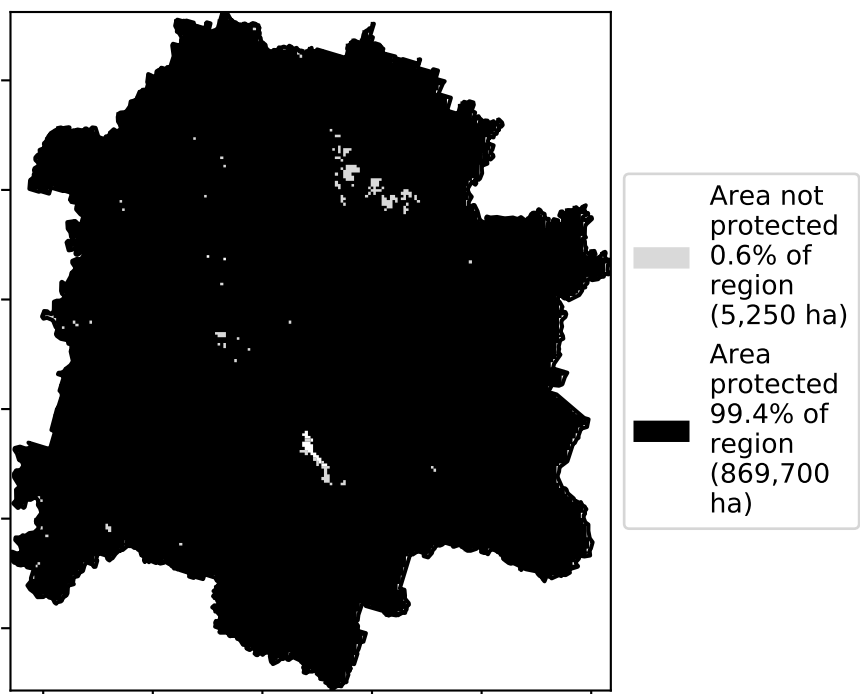 Area not
protected
0.6% of
region
(5,250 ha)
Area
protected
99.4% of
region
(869,700
ha)